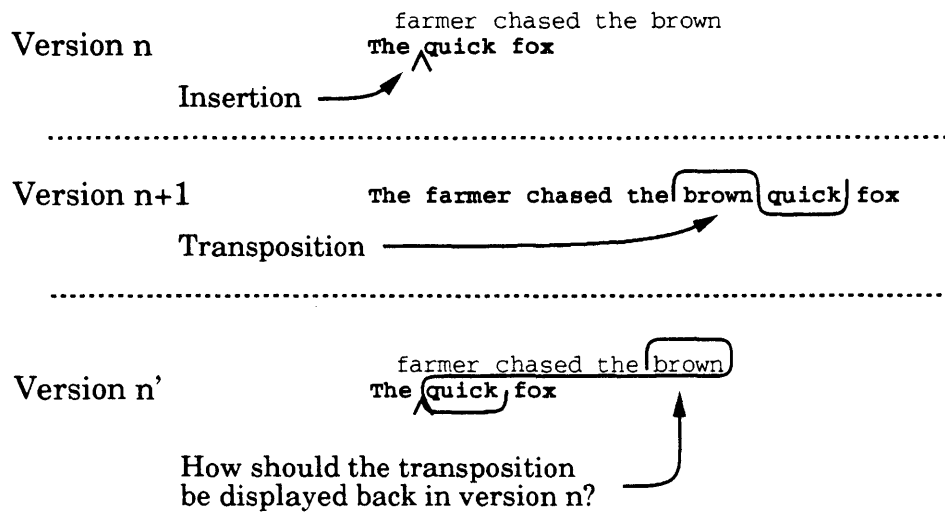 farmer chased the brown
Version n The quick fox
Insertion
Version n+1 The farmer chased the brown quick fox
Transposition
farmer chased the brown
Version n’ The quick fox
How should the transposition
be displayed back in version n?